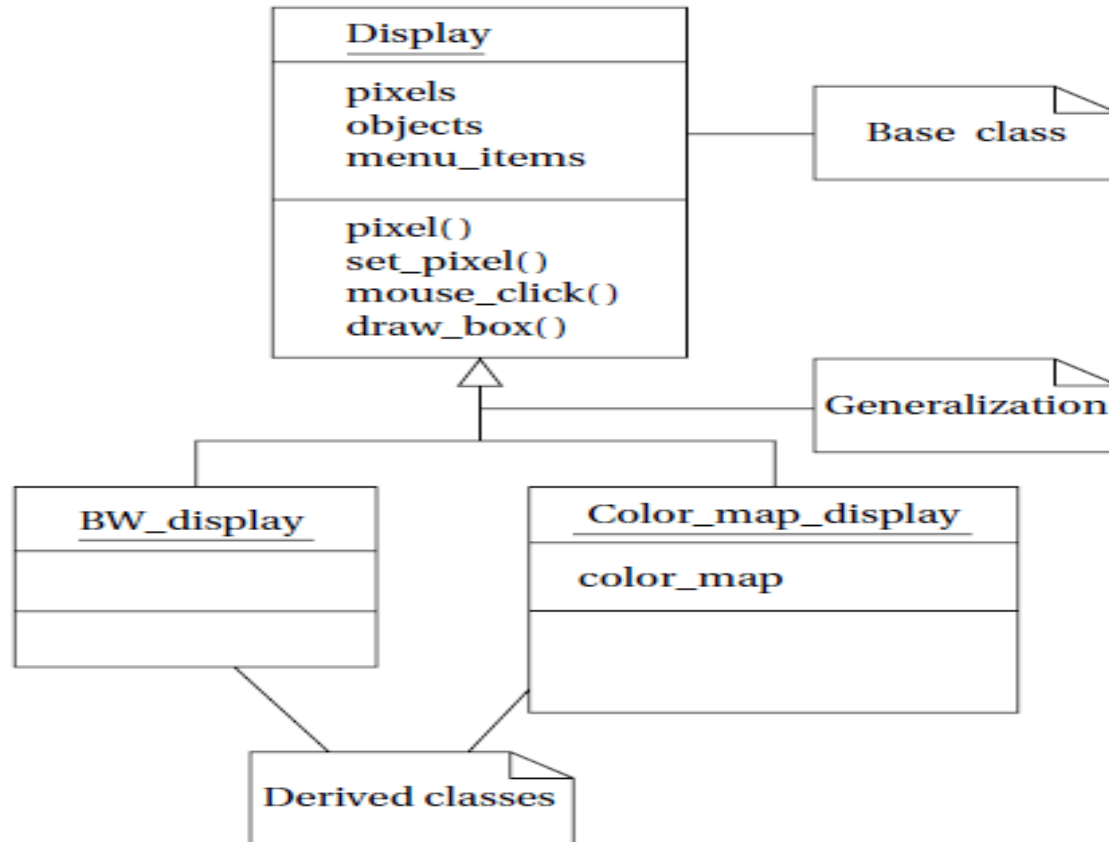 Display
pixels
objects
menu_items
Base class
pixel()
set_pixel()
mouse_click()
draw_box()
Generalization
BW_display
Color_map_display
color_map
Derived classes